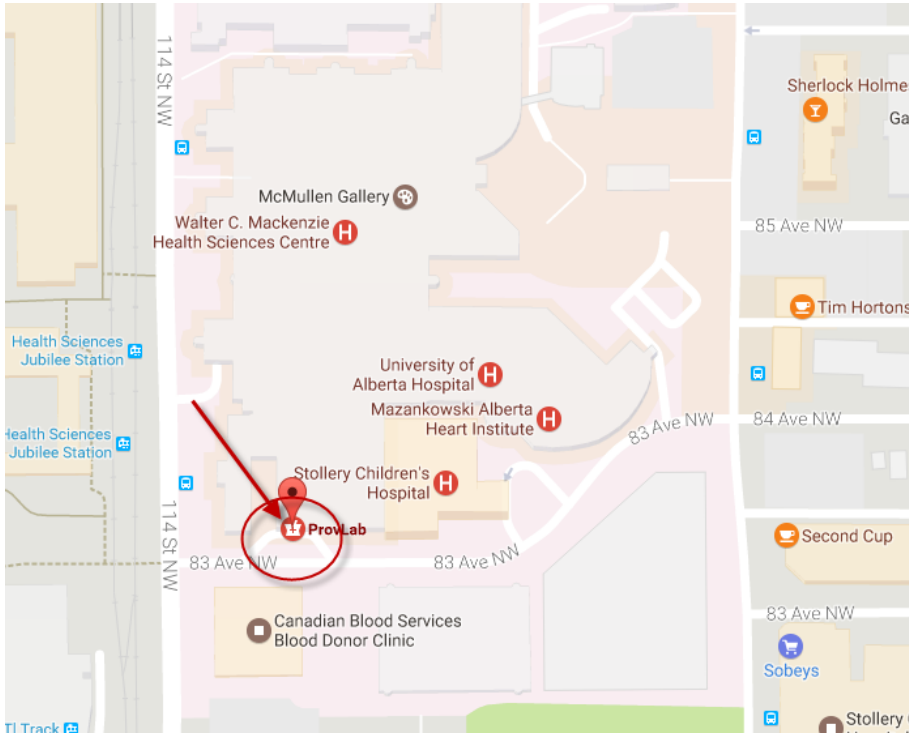 114 St NW
Sherlock Holme
Ga
McMullen Gallery
Walter C. Mackenzie
Health Sciences Centre
85 Ave NW
Tim Hortons
Health Sciences
Jubilee Station
University of
Alberta Hospital
Mazankowski Alberta
Heart Institute
83 Ave NW
84 Ave NW
Health Sciences
Jubilee Station
Stollery Children's
Hospital
114 St NW
ProvLab
Second Cup
83 Ave NW
83 Ave NW
Canadian Blood Services
Blood Donor Clinic
83 Ave NW
Sobeys
TI Track
Stollery